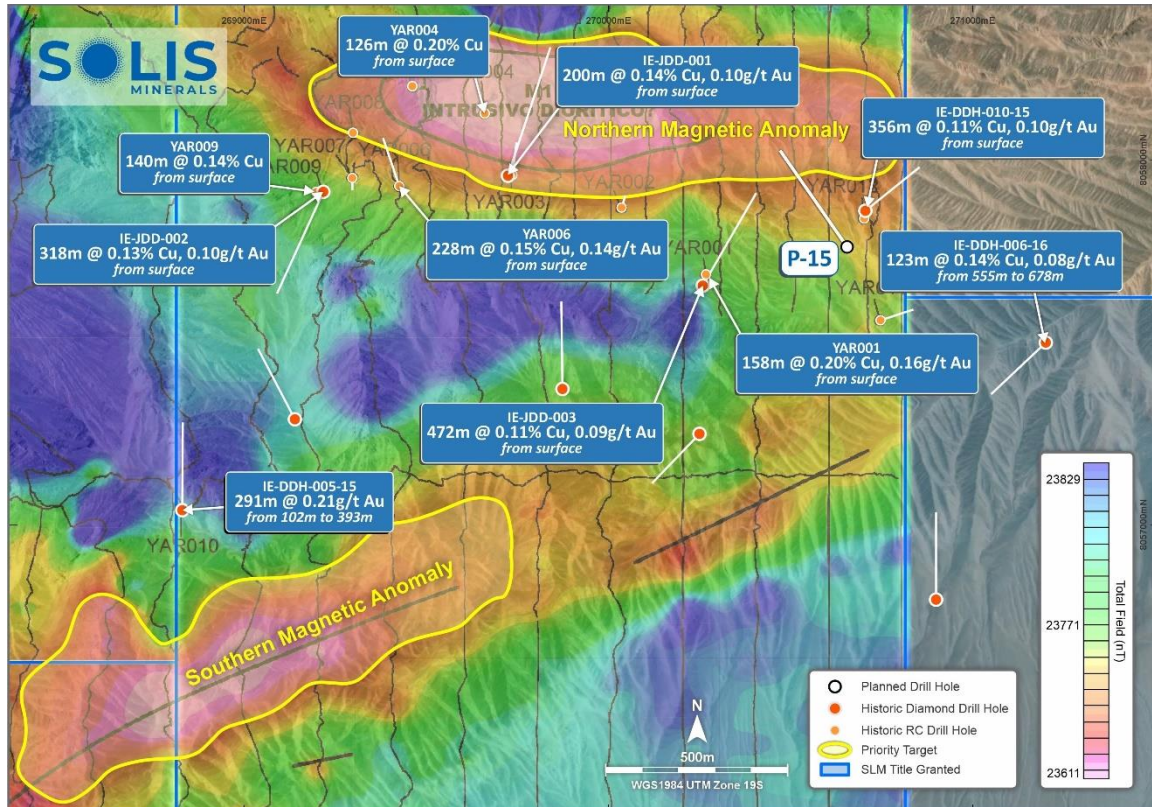 269000mE
270000mE
271000mE
SOLIS
MINERALS
YAR004
126m @ 0.20% Cu
from surface
IE-JDD-001
200m @ 0.14% Cu, 0.10g/t Au
from surface
INTRUSIVO DIORITICO
Northern Magnetic Anomaly
IE-DDH-010-15
356m @ 0.11% Cu, 0.10g/t Au
from surface
8058000mN
YAR009
140m @ 0.14% Cu
from surface
YAR007
YAR003
YAR002
IE-JDD-002
318m @ 0.13% Cu, 0.10g/t Au
from surface
YAR006
228m @ 0.15% Cu, 0.14g/t Au
from surface
P-15
IE-DDH-006-16
123m @ 0.14% Cu, 0.08g/t Au
from 555m to 678m
YAR001
158m @ 0.20% Cu, 0.16g/t Au
from surface
IE-JDD-003
472m @ 0.11% Cu, 0.09g/t Au
from surface
IE-DDH-005-15
291m @ 0.21g/t Au
from 102m to 393m
YAR010
8057000mN
Southern Magnetic Anomaly
23829
23771
23611
Total Field (nT)
N
500m
WGS1984 UTM Zone 19S
Planned Drill Hole
Historic Diamond Drill Hole
Historic RC Drill Hole
Priority Target
SLM Title Granted